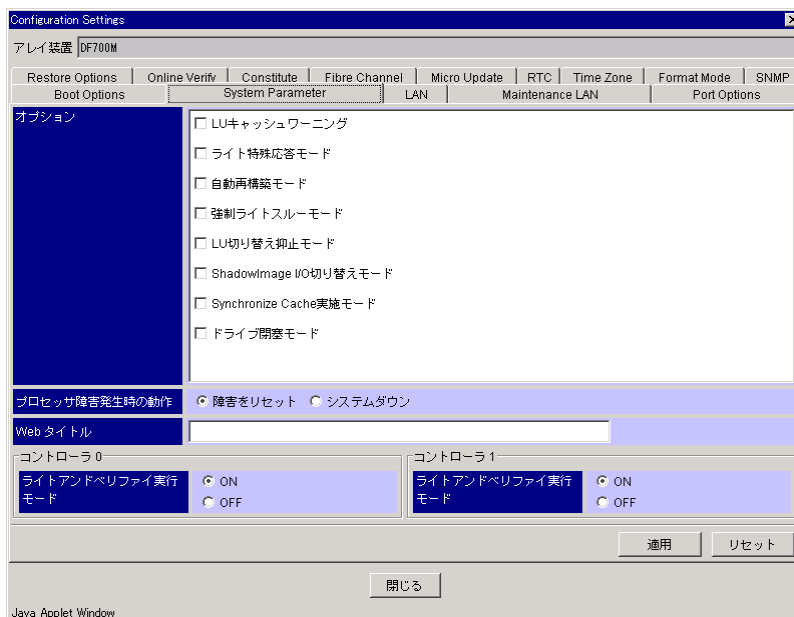 Configuration Settings
アレイ装置 DF700M
Restore Options Online Verify Constitute Fibre Channel Micro Update RTC Time Zone Format Mode SNMP
Boot Options System Parameter LAN Maintenance LAN Port Options
オプション
LUキャッシュワーニング
ライト特殊応答モード
自動再構築モード
強制ライトスルーモード
LU切り替え抑止モード
ShadowImage I/O切り替えモード
Synchronize Cache実施モード
ドライブ閉塞モード
プロセッサ障害発生時の動作 障害をリセット システムダウン
Web タイトル
コントローラ 0
ライトアンドベリファイ実行
モード
ON
OFF
コントローラ 1
ライトアンドベリファイ実行
モード
ON
OFF
適用 リセット
閉じる
Java Applet Window